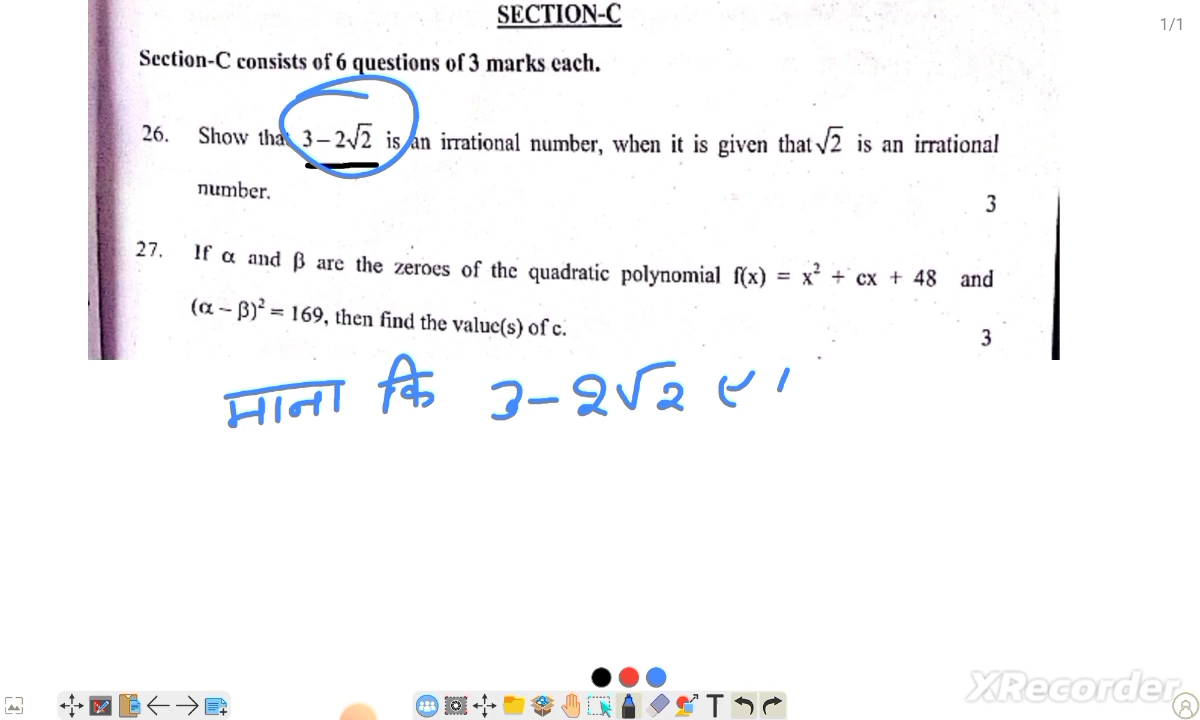 SECTION-C
1/1
Section-C consists of 6 questions of 3 marks each.
26. Show that 3 – 2√2 is an irrational number, when it is given that √2 is an irrational
number. 3
27. If α and β are the zeroes of the quadratic polynomial f(x) = x² + cx + 48 and
(α – β)² = 169, then find the value(s) of c. 3
माना कि 3 – 2√2
XRecorder